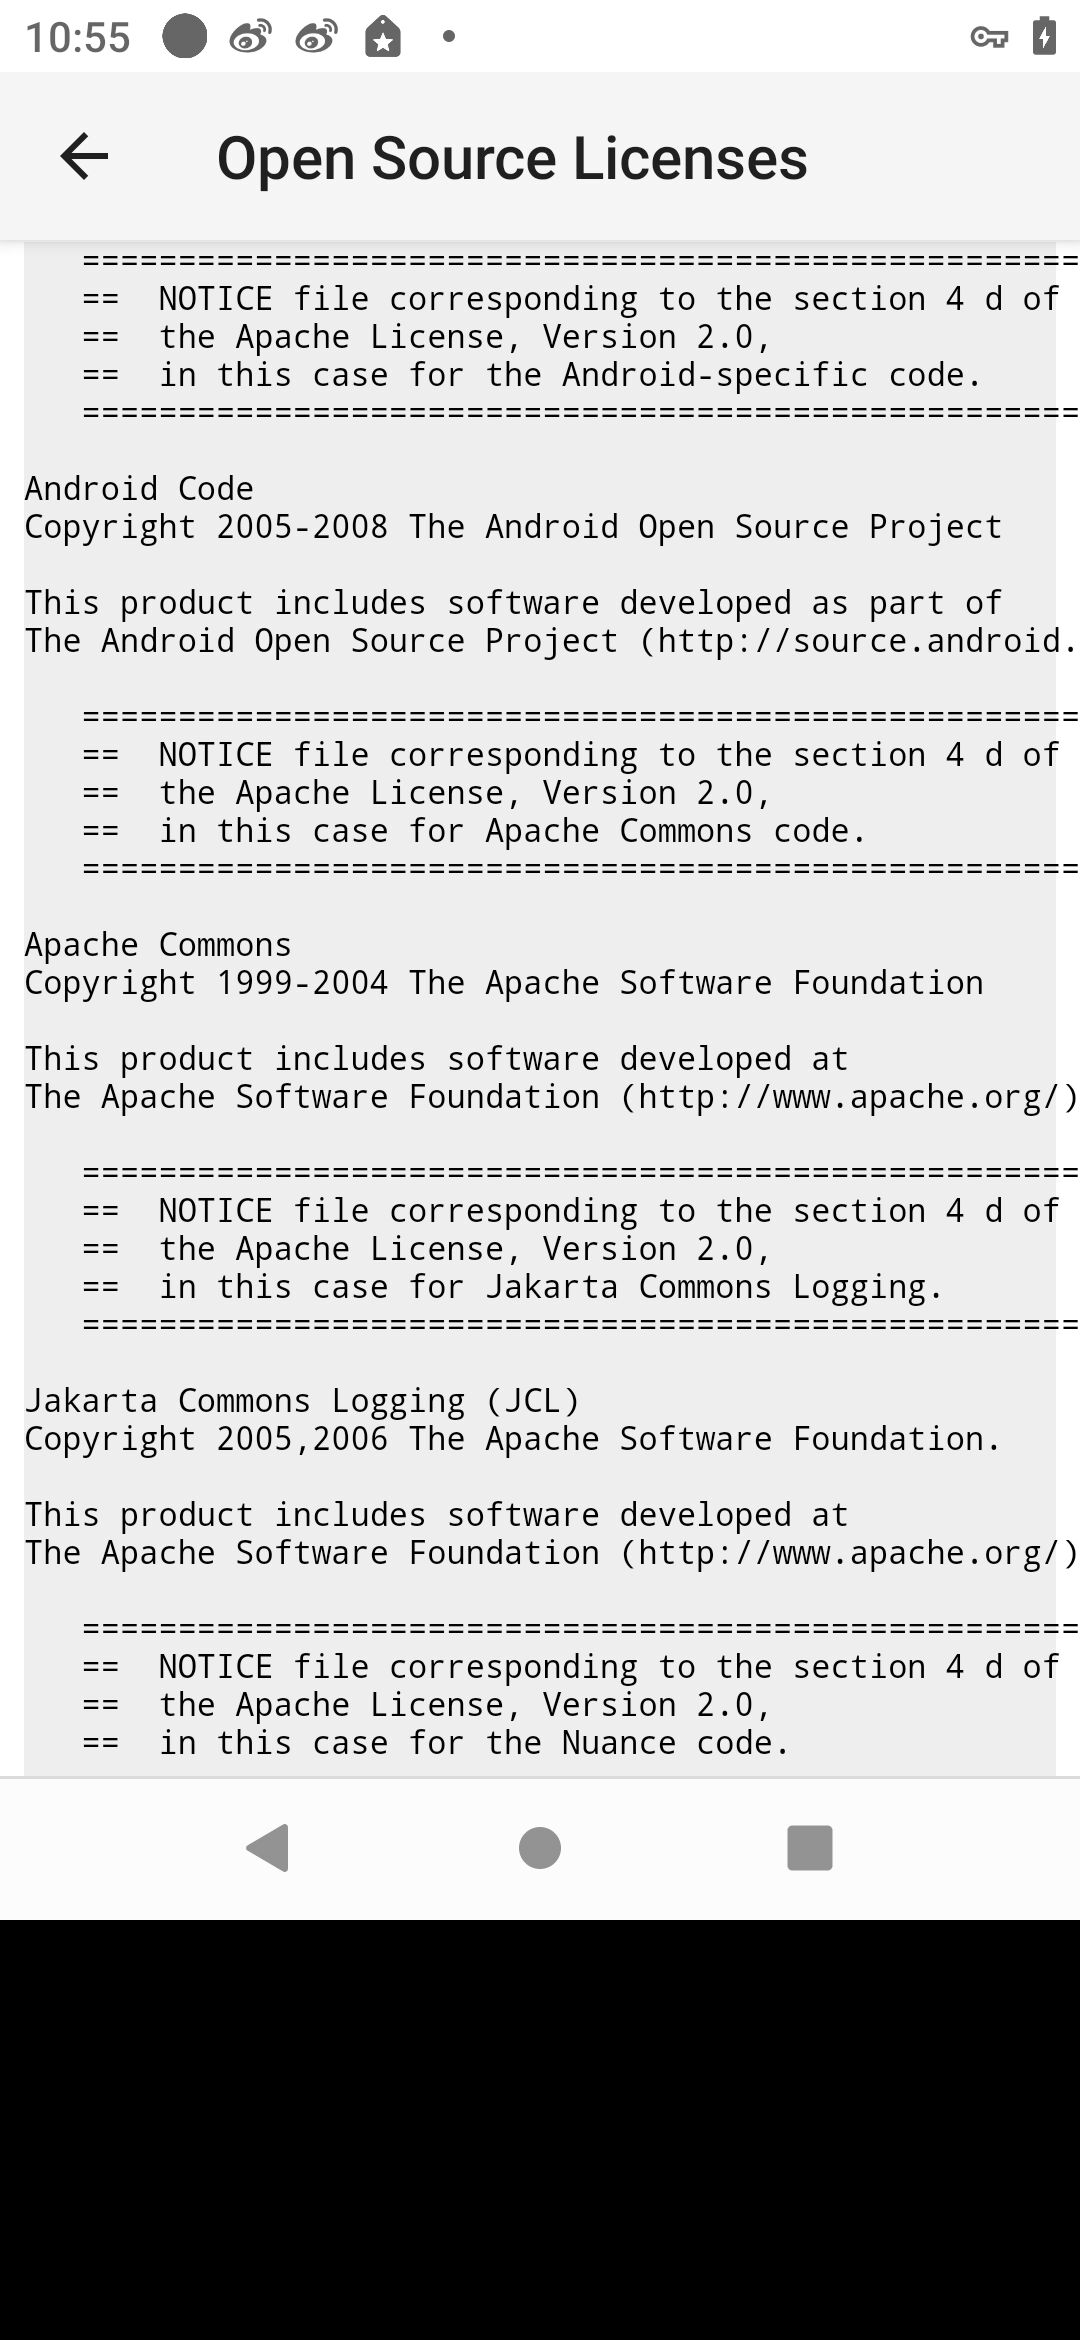 10:55
Open Source Licenses
====================================================
==  NOTICE file corresponding to the section 4 d of
==  the Apache License, Version 2.0,
==  in this case for the Android-specific code.
====================================================
Android Code
Copyright 2005-2008 The Android Open Source Project
This product includes software developed as part of
The Android Open Source Project (http://source.android.
====================================================
==  NOTICE file corresponding to the section 4 d of
==  the Apache License, Version 2.0,
==  in this case for Apache Commons code.
====================================================
Apache Commons
Copyright 1999-2004 The Apache Software Foundation
This product includes software developed at
The Apache Software Foundation (http://www.apache.org/)
====================================================
==  NOTICE file corresponding to the section 4 d of
==  the Apache License, Version 2.0,
==  in this case for Jakarta Commons Logging.
====================================================
Jakarta Commons Logging (JCL)
Copyright 2005,2006 The Apache Software Foundation.
This product includes software developed at
The Apache Software Foundation (http://www.apache.org/)
====================================================
==  NOTICE file corresponding to the section 4 d of
==  the Apache License, Version 2.0,
==  in this case for the Nuance code.